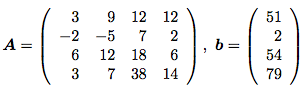 A = ( 3 9 12 12
-2 -5 7 2
6 12 18 6
3 7 38 14 ) , b = ( 51
2
54
79 )